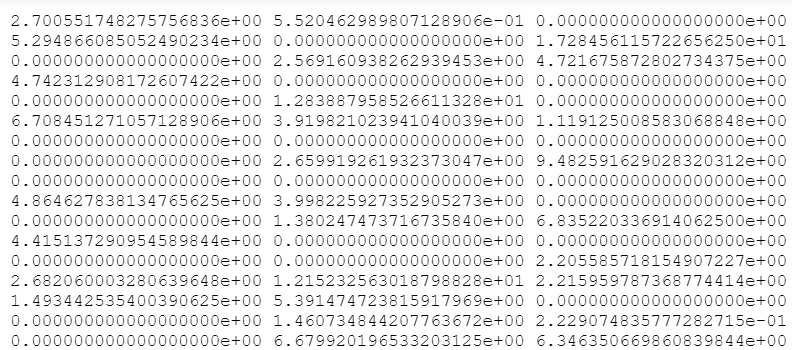 2.700551748275756836e+00 5.520462989807128906e-01 0.000000000000000000e+00
5.294866085052490234e+00 0.000000000000000000e+00 1.728456115722656250e+01
0.000000000000000000e+00 2.569160938262939453e+00 4.721675872802734375e+00
4.742312908172607422e+00 0.000000000000000000e+00 0.000000000000000000e+00
0.000000000000000000e+00 1.283887958526611328e+01 0.000000000000000000e+00
6.708451271057128906e+00 3.919821023941040039e+00 1.119125008583068848e+00
0.000000000000000000e+00 0.000000000000000000e+00 0.000000000000000000e+00
0.000000000000000000e+00 2.659919261932373047e+00 9.482591629028320312e+00
0.000000000000000000e+00 0.000000000000000000e+00 0.000000000000000000e+00
4.864627838134765625e+00 3.998225927352905273e+00 0.000000000000000000e+00
0.000000000000000000e+00 1.380247473716735840e+00 6.835220336914062500e+00
4.415137290954589844e+00 0.000000000000000000e+00 0.000000000000000000e+00
0.000000000000000000e+00 0.000000000000000000e+00 2.205585718154907227e+00
2.682060003280639648e+00 1.215232563018798828e+01 2.215959787368774414e+00
1.493442535400390625e+00 5.391474723815917969e+00 0.000000000000000000e+00
0.000000000000000000e+00 1.460734844207763672e+00 2.229074835777282715e-01
0.000000000000000000e+00 6.679920196533203125e+00 6.346350669860839844e+00